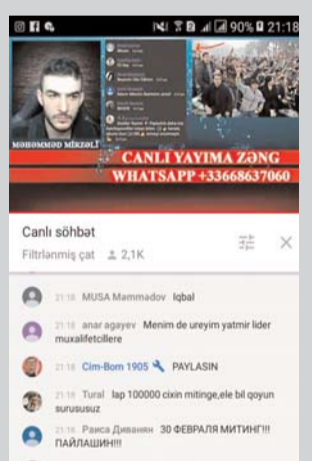 90% 21:18
MƏHƏMMƏD MİRZƏLİ
CANLI YAYIMA ZƏNG
WHATSAPP +33668637060
Canlı söhbət
Filtrlənmiş çat 2,1K
21:18 MUSA Məmmədov Iqbal
21:18 anar agayev Menim de ureyim yatmir lider
muxalifetcillere
21:18 Cim-Bom 1905 PAYLASIN
21:18 Tural lap 100000 cixin mitinge,ele bil qoyun
surususuz
21:18 Раиса Диванян 30 ФЕВРАЛЯ МИТИНГ!!!
ПАЙЛАШИН!!!